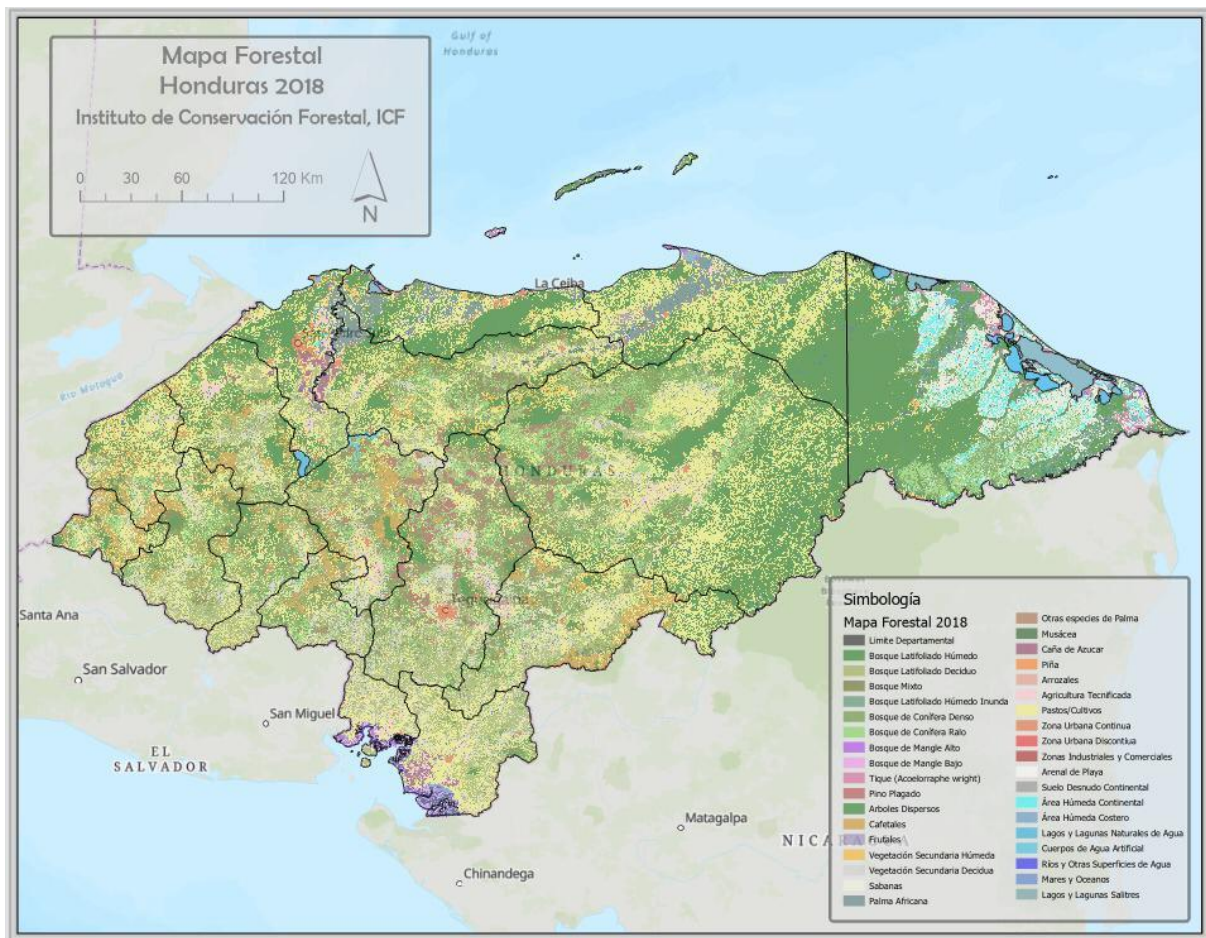 Gulf of
Honduras
Mapa Forestal
Honduras 2018
Instituto de Conservación Forestal, ICF
0 30 60 120 Km
N
La Ceiba
Rio Motagua
HONDURAS
Tegucigalpa
Santa Ana
San Salvador
San Miguel
EL
SALVADOR
Matagalpa
NICARAGUA
Chinandega
Simbología
Mapa Forestal 2018
Limite Departamental
Bosque Latifoliado Húmedo
Bosque Latifoliado Deciduo
Bosque Mixto
Bosque Latifoliado Húmedo Inunda
Bosque de Conífera Denso
Bosque de Conífera Ralo
Bosque de Mangle Alto
Bosque de Mangle Bajo
Tique (Acoelorraphe wright)
Pino Plagado
Arboles Dispersos
Cafetales
Frutales
Vegetación Secundaria Húmeda
Vegetación Secundaria Decidua
Sabanas
Palma Africana
Otras especies de Palma
Musácea
Caña de Azucar
Piña
Arrozales
Agricultura Tecnificada
Pastos/Cultivos
Zona Urbana Continua
Zona Urbana Discontiua
Zonas Industriales y Comerciales
Arenal de Playa
Suelo Desnudo Continental
Área Húmeda Continental
Área Húmeda Costero
Lagos y Lagunas Naturales de Agua
Cuerpos de Agua Artificial
Ríos y Otras Superficies de Agua
Mares y Oceanos
Lagos y Lagunas Salitres